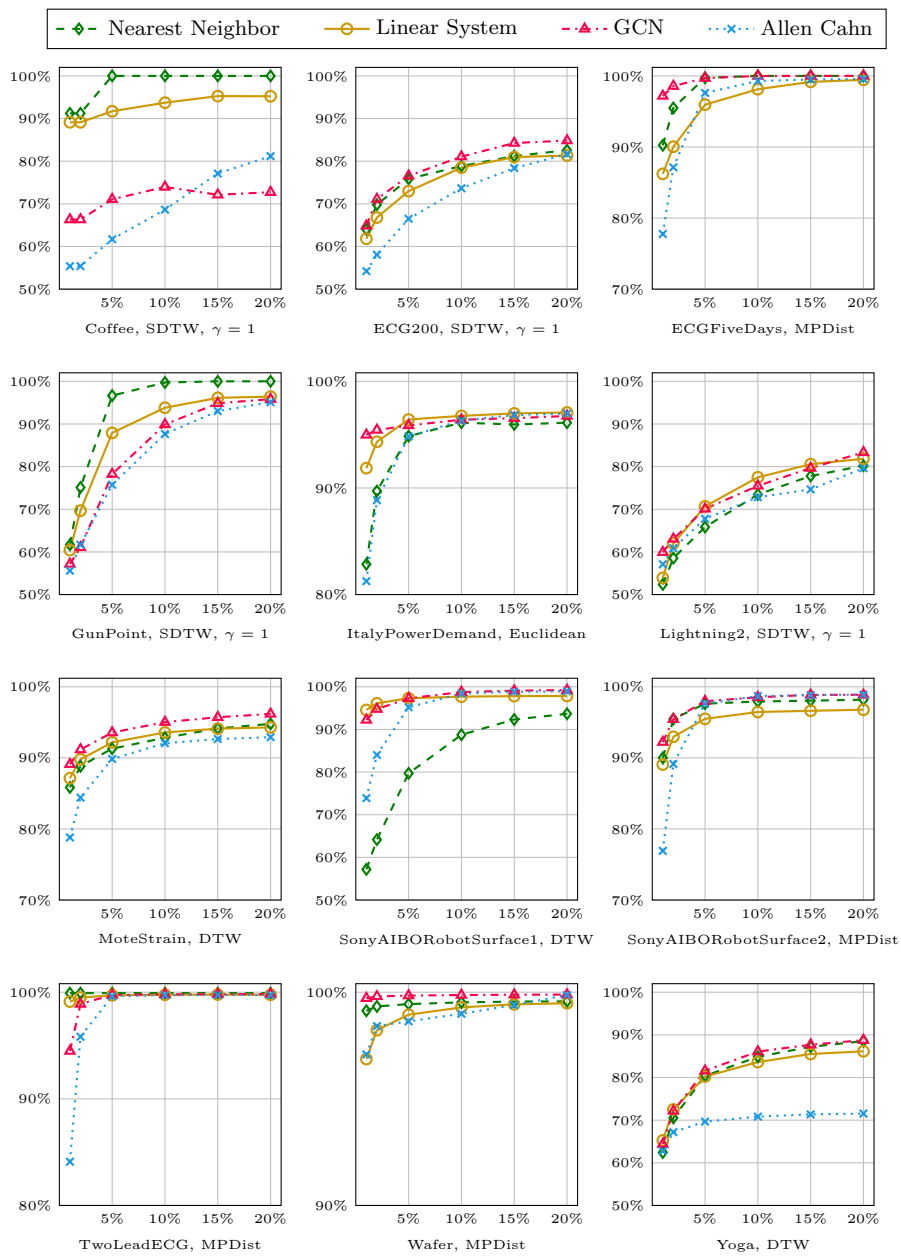 Nearest Neighbor Linear System GCN Allen Cahn
100% 100% 100%
90% 90%
80% 80% 90%
70% 70%
60% 60% 80%
50% 50% 70%
5% 10% 15% 20% 5% 10% 15% 20% 5% 10% 15% 20%
Coffee, SDTW, γ = 1 ECG200, SDTW, γ = 1 ECGFiveDays, MPDist
100% 100% 100%
90% 90%
80% 90% 80%
70% 70%
60% 60%
50% 80% 50%
5% 10% 15% 20% 5% 10% 15% 20% 5% 10% 15% 20%
GunPoint, SDTW, γ = 1 ItalyPowerDemand, Euclidean Lightning2, SDTW, γ = 1
100% 100% 100%
90%
90% 80% 90%
70%
80% 60% 80%
70% 50% 70%
5% 10% 15% 20% 5% 10% 15% 20% 5% 10% 15% 20%
MoteStrain, DTW SonyAIBORobotSurface1, DTW SonyAIBORobotSurface2, MPDist
100% 100% 100%
90%
90% 80%
70%
60%
80% 90% 50%
5% 10% 15% 20% 5% 10% 15% 20% 5% 10% 15% 20%
TwoLeadECG, MPDist Wafer, MPDist Yoga, DTW